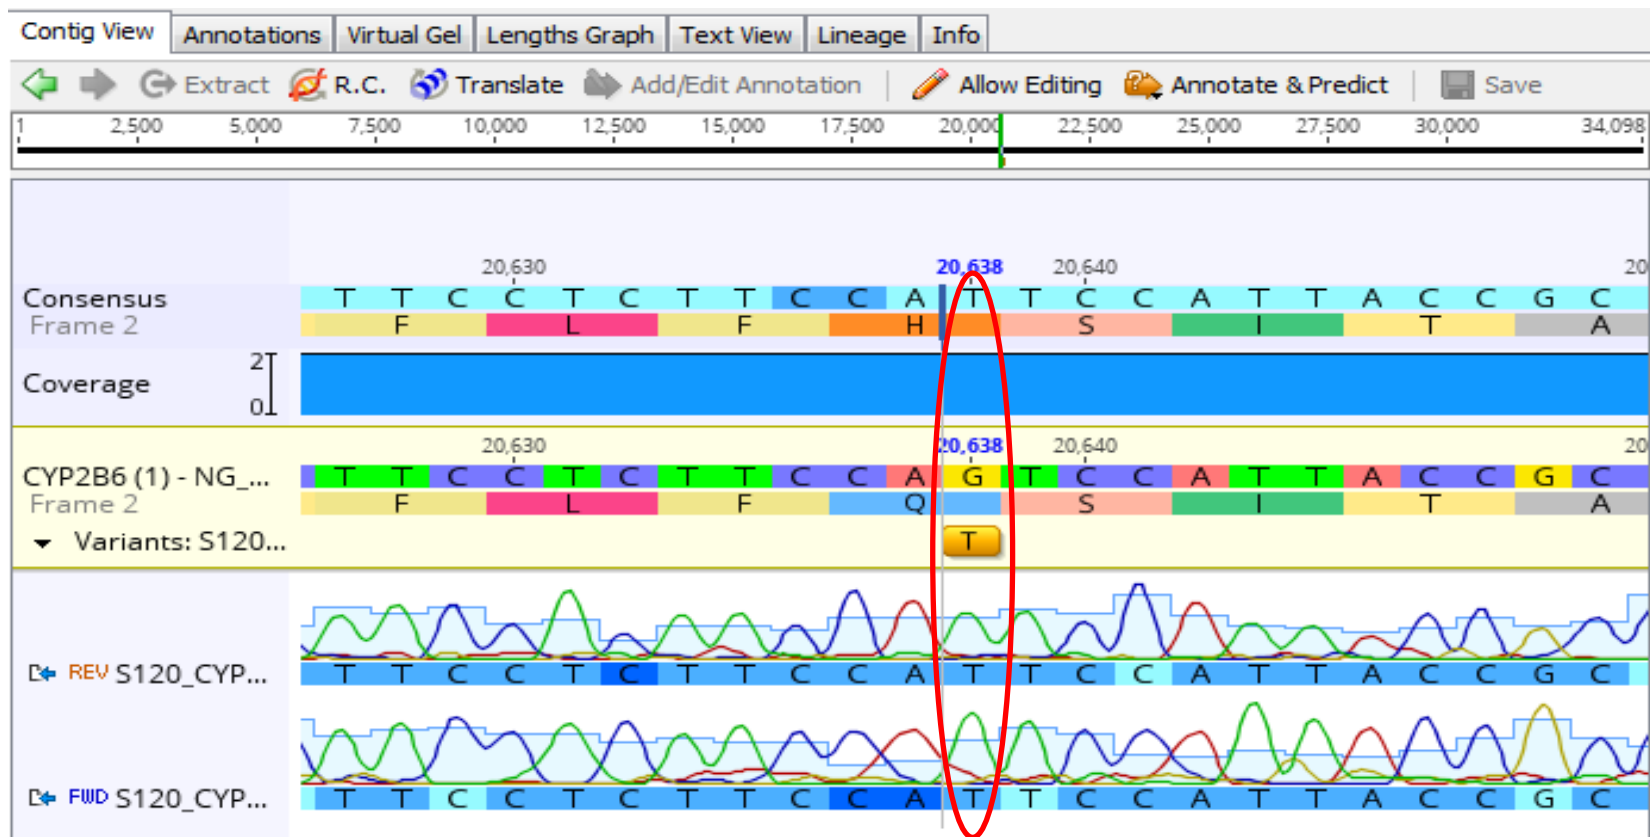 Contig View Annotations Virtual Gel Lengths Graph Text View Lineage Info
Extract R.C. Translate Add/Edit Annotation Allow Editing Annotate & Predict Save
1 2,500 5,000 7,500 10,000 12,500 15,000 17,500 20,000 22,500 25,000 27,500 30,000 34,098
20,630 20,638 20,640 20
Consensus T T C C T C T T C C A T T C C A T T A C C G C
Frame 2 F L F H S I T A
2
Coverage
0
20,630 20,638 20,640 20
CYP2B6 (1) - NG_... T T C C T C T T C C A G T C C A T T A C C G C
Frame 2 F L F Q S I T A
Variants: S120... T
REV S120_CYP... T T C C T C T T C C A T T C C A T T A C C G C
FWD S120_CYP... T T C C T C T T C C A T T C C A T T A C C G C